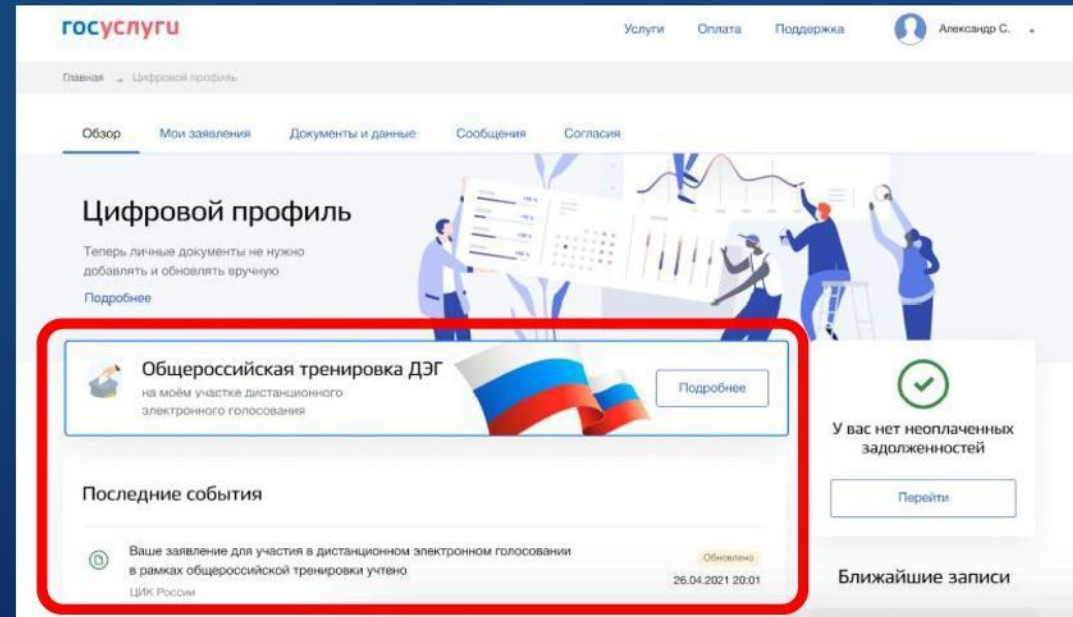 госуслуги
Услуги Оплата Поддержка Александр С.
Главная → Цифровой профиль
Обзор Мои заявления Документы и данные Сообщения Согласия
Цифровой профиль
Теперь личные документы не нужно
добавлять и обновлять вручную
Подробнее
Общероссийская тренировка ДЭГ
на моём участке дистанционного
электронного голосования
Подробнее
У вас нет неоплаченных
задолженностей
Перейти
Последние события
Ваше заявление для участия в дистанционном электронном голосовании
в рамках общероссийской тренировки учтено
ЦИК России
Обновлено
26.04.2021 20:01
Ближайшие записи